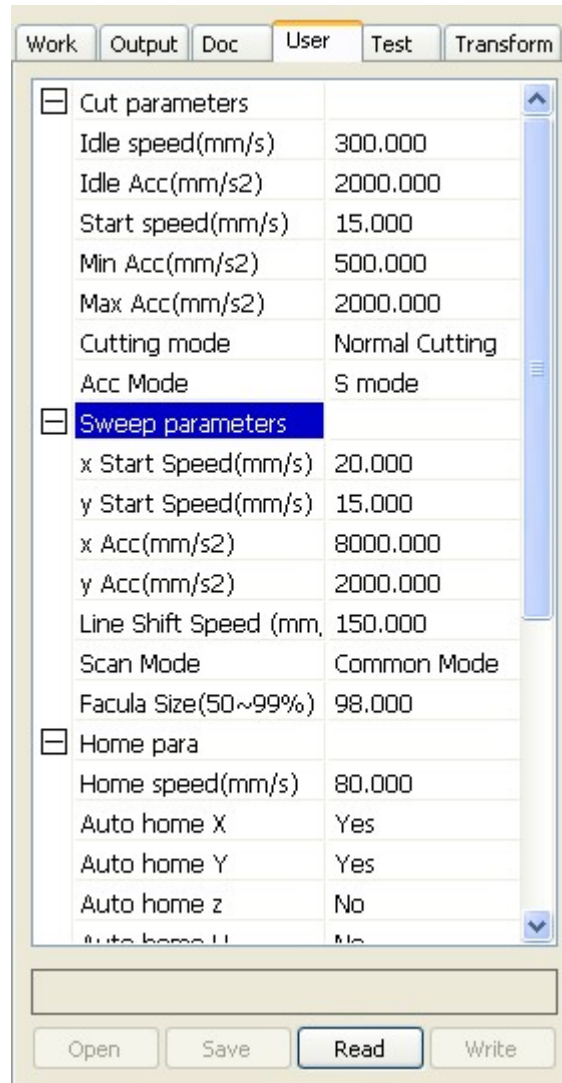 Work Output Doc User Test Transform
Cut parameters
Idle speed(mm/s) 300.000
Idle Acc(mm/s2) 2000.000
Start speed(mm/s) 15.000
Min Acc(mm/s2) 500.000
Max Acc(mm/s2) 2000.000
Cutting mode Normal Cutting
Acc Mode S mode
Sweep parameters
x Start Speed(mm/s) 20.000
y Start Speed(mm/s) 15.000
x Acc(mm/s2) 8000.000
y Acc(mm/s2) 2000.000
Line Shift Speed (mm, 150.000
Scan Mode Common Mode
Facula Size(50~99%) 98.000
Home para
Home speed(mm/s) 80.000
Auto home X Yes
Auto home Y Yes
Auto home z No
Auto home U No
Open Save Read Write